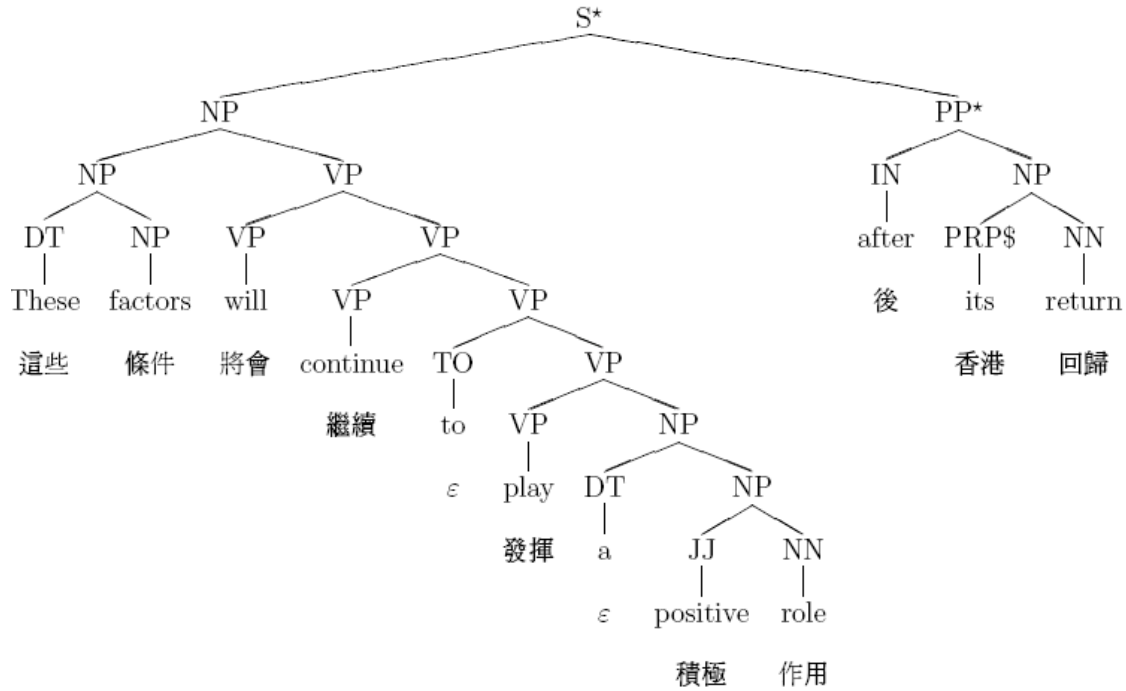 S⋆
NP PP⋆
NP VP IN NP
DT NP VP VP after PRP$ NN
These factors will VP VP 後 its return
這些 條件 將會 continue TO VP 香港 回歸
繼續 to VP NP
ε play DT NP
發揮 a JJ NN
ε positive role
積極 作用